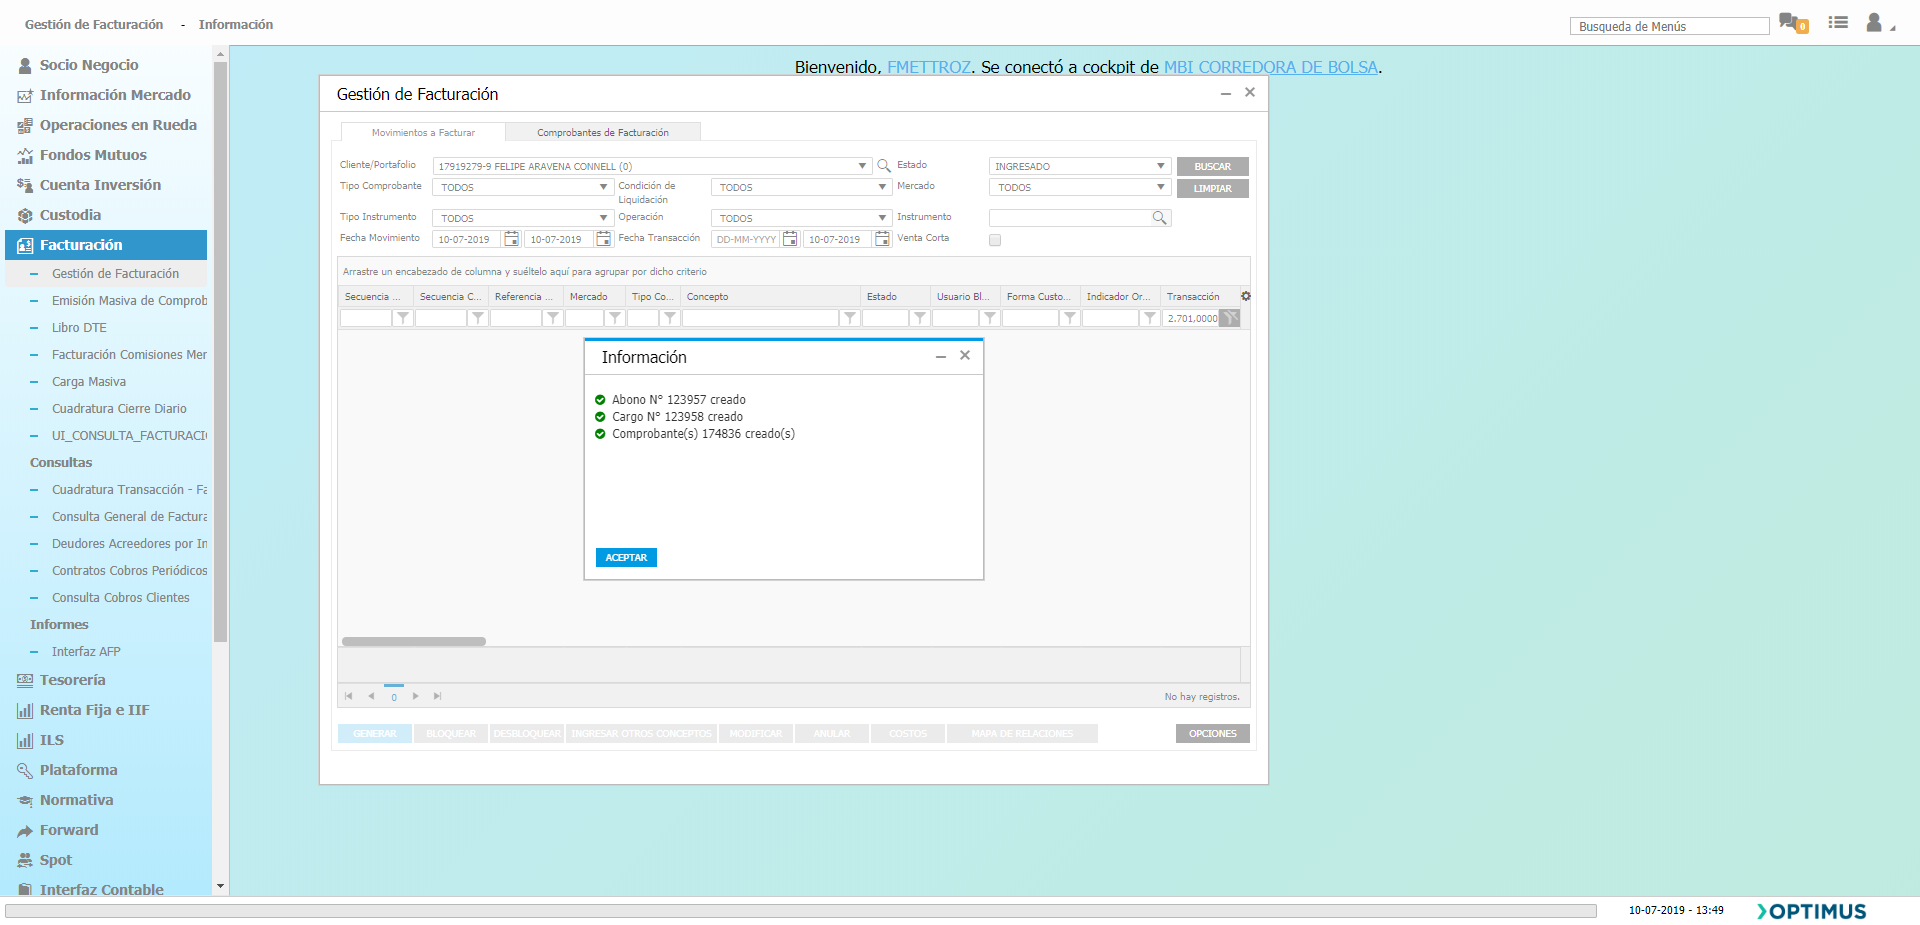 Gestión de Facturación - Información
Busqueda de Menús
0
Socio Negocio
Información Mercado
Operaciones en Rueda
Fondos Mutuos
Cuenta Inversión
Custodia
Facturación
Gestión de Facturación
Emisión Masiva de Comprob
Libro DTE
Facturación Comisiones Mer
Carga Masiva
Cuadratura Cierre Diario
UI_CONSULTA_FACTURACI
Consultas
Cuadratura Transacción - Fa
Consulta General de Factura
Deudores Acreedores por In
Contratos Cobros Periódicos
Consulta Cobros Clientes
Informes
Interfaz AFP
Tesorería
Renta Fija e IIF
ILS
Plataforma
Normativa
Forward
Spot
Interfaz Contable
Bienvenido, FMETTROZ. Se conectó a cockpit de MBI CORREDORA DE BOLSA.
Gestión de Facturación
Movimientos a Facturar Comprobantes de Facturación
Cliente/Portafolio 17919279-9 FELIPE ARAVENA CONNELL (0) Estado INGRESADO BUSCAR
Tipo Comprobante TODOS Condición de Liquidación TODOS Mercado TODOS LIMPIAR
Tipo Instrumento TODOS Operación TODOS Instrumento
Fecha Movimiento 10-07-2019 10-07-2019 Fecha Transacción DD-MM-YYYY 10-07-2019 Venta Corta
Arrastre un encabezado de columna y suéltelo aquí para agrupar por dicho criterio
Secuencia ... Secuencia C... Referencia ... Mercado Tipo Co... Concepto Estado Usuario Bl... Forma Custo... Indicador Or... Transacción
2.701,0000
Información
Abono N° 123957 creado
Cargo N° 123958 creado
Comprobante(s) 174836 creado(s)
ACEPTAR
0
No hay registros.
GENERAR BLOQUEAR DESBLOQUEAR INGRESAR OTROS CONCEPTOS MODIFICAR ANULAR COSTOS MAPA DE RELACIONES OPCIONES
10-07-2019 - 13:49
OPTIMUS